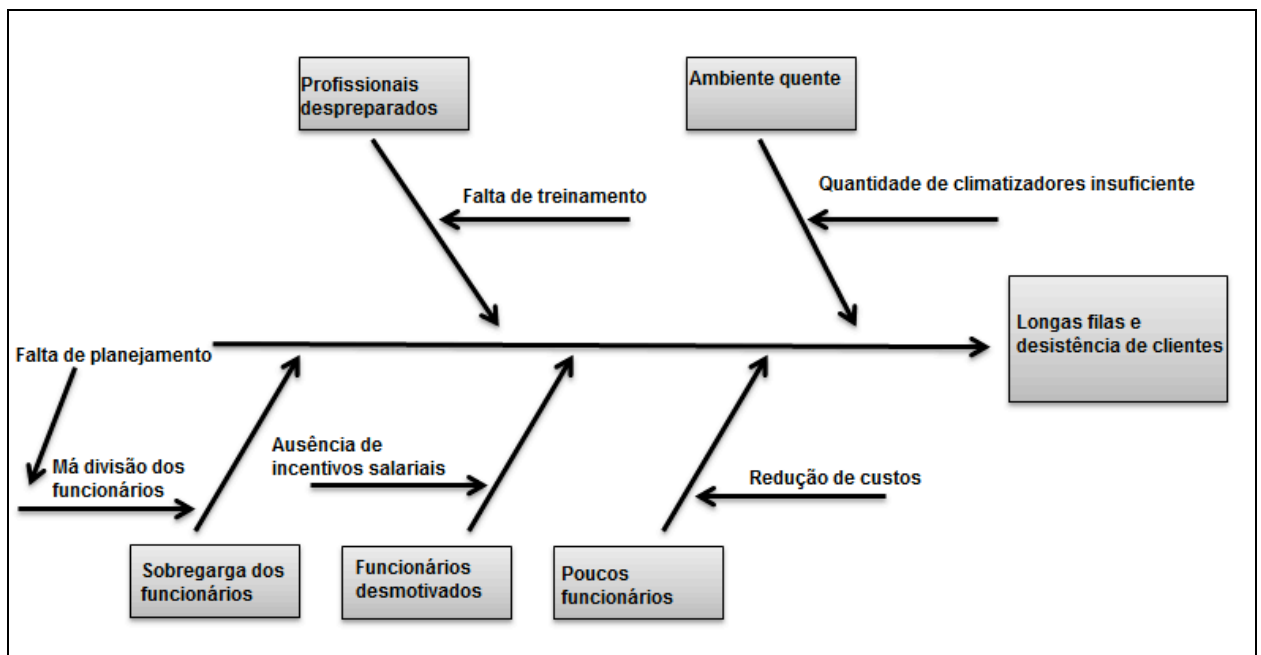 Profissionais
despreparados
Ambiente quente
Falta de treinamento
Quantidade de climatizadores insuficiente
Longas filas e
desistência de clientes
Falta de planejamento
Má divisão dos
funcionários
Ausência de
incentivos salariais
Redução de custos
Sobregarga dos
funcionários
Funcionários
desmotivados
Poucos
funcionários